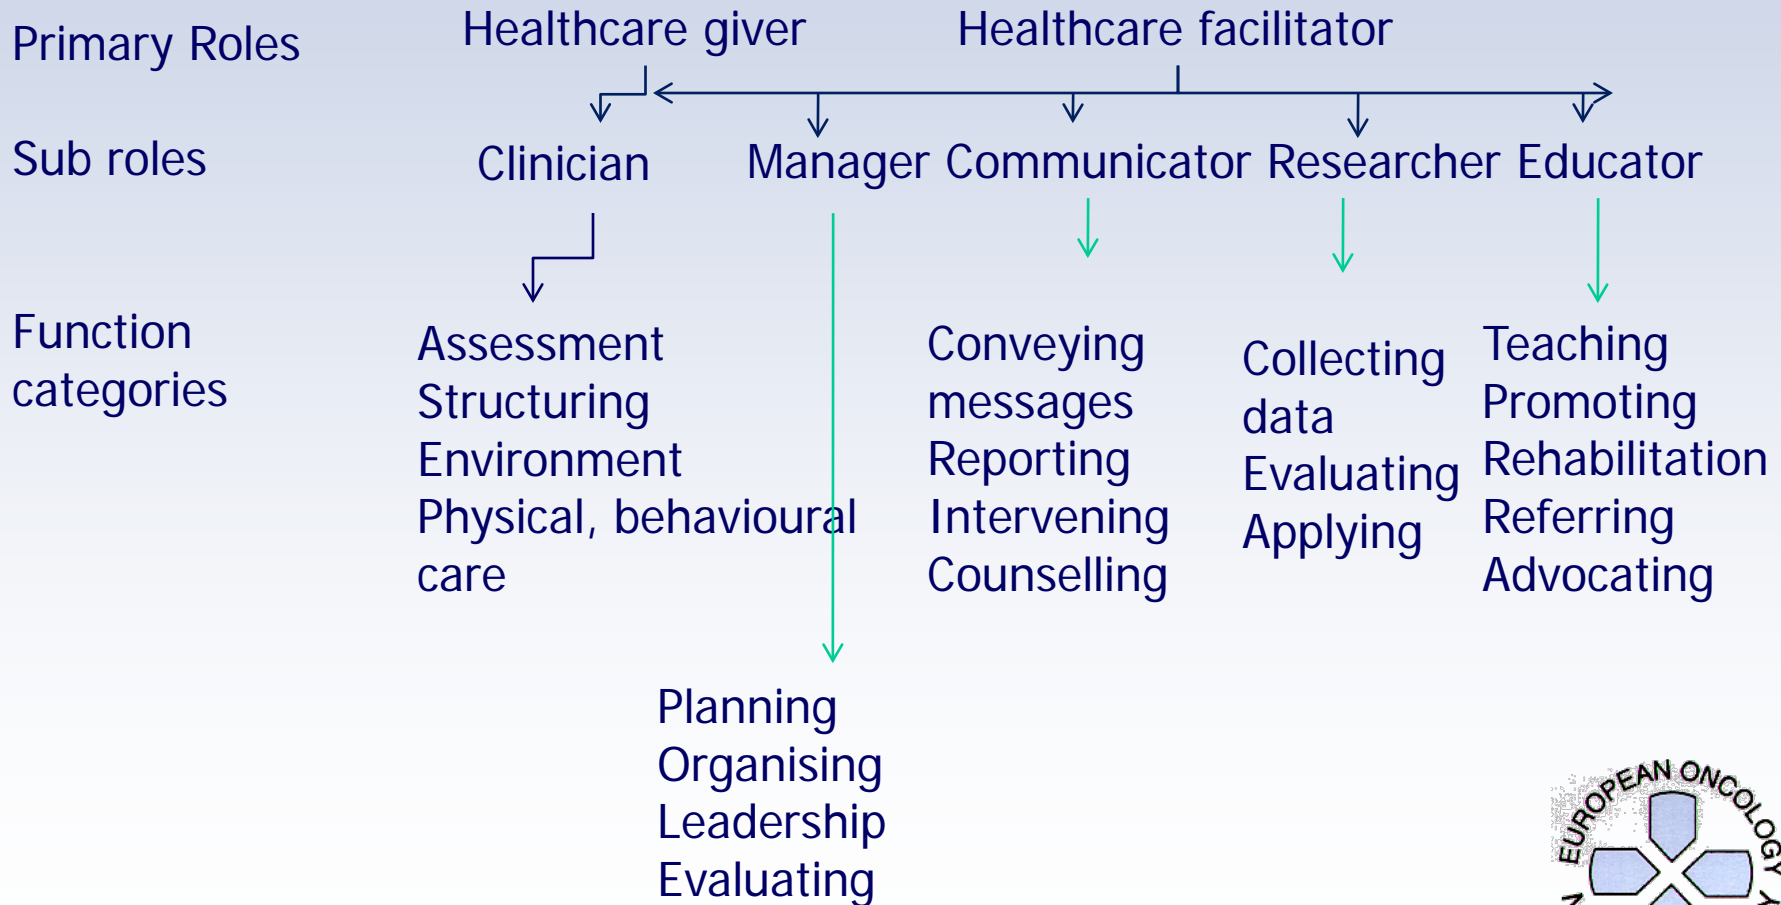 Primary Roles
Healthcare giver
Healthcare facilitator
Sub roles
Clinician
Manager Communicator Researcher Educator
Function
categories
Assessment
Structuring
Environment
Physical, behavioural
care
Conveying
messages
Reporting
Intervening
Counselling
Collecting
data
Evaluating
Applying
Teaching
Promoting
Rehabilitation
Referring
Advocating
Planning
Organising
Leadership
Evaluating
EUROPEAN ONCOLOGY